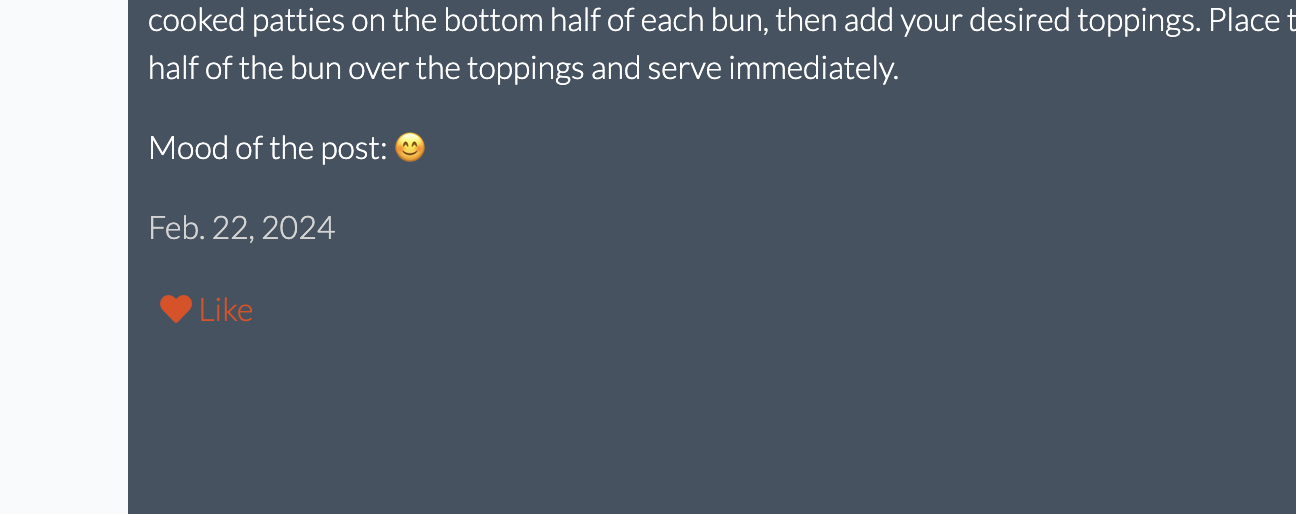 cooked patties on the bottom half of each bun, then add your desired toppings. Place
half of the bun over the toppings and serve immediately.
Mood of the post: 😊
Feb. 22, 2024
Like